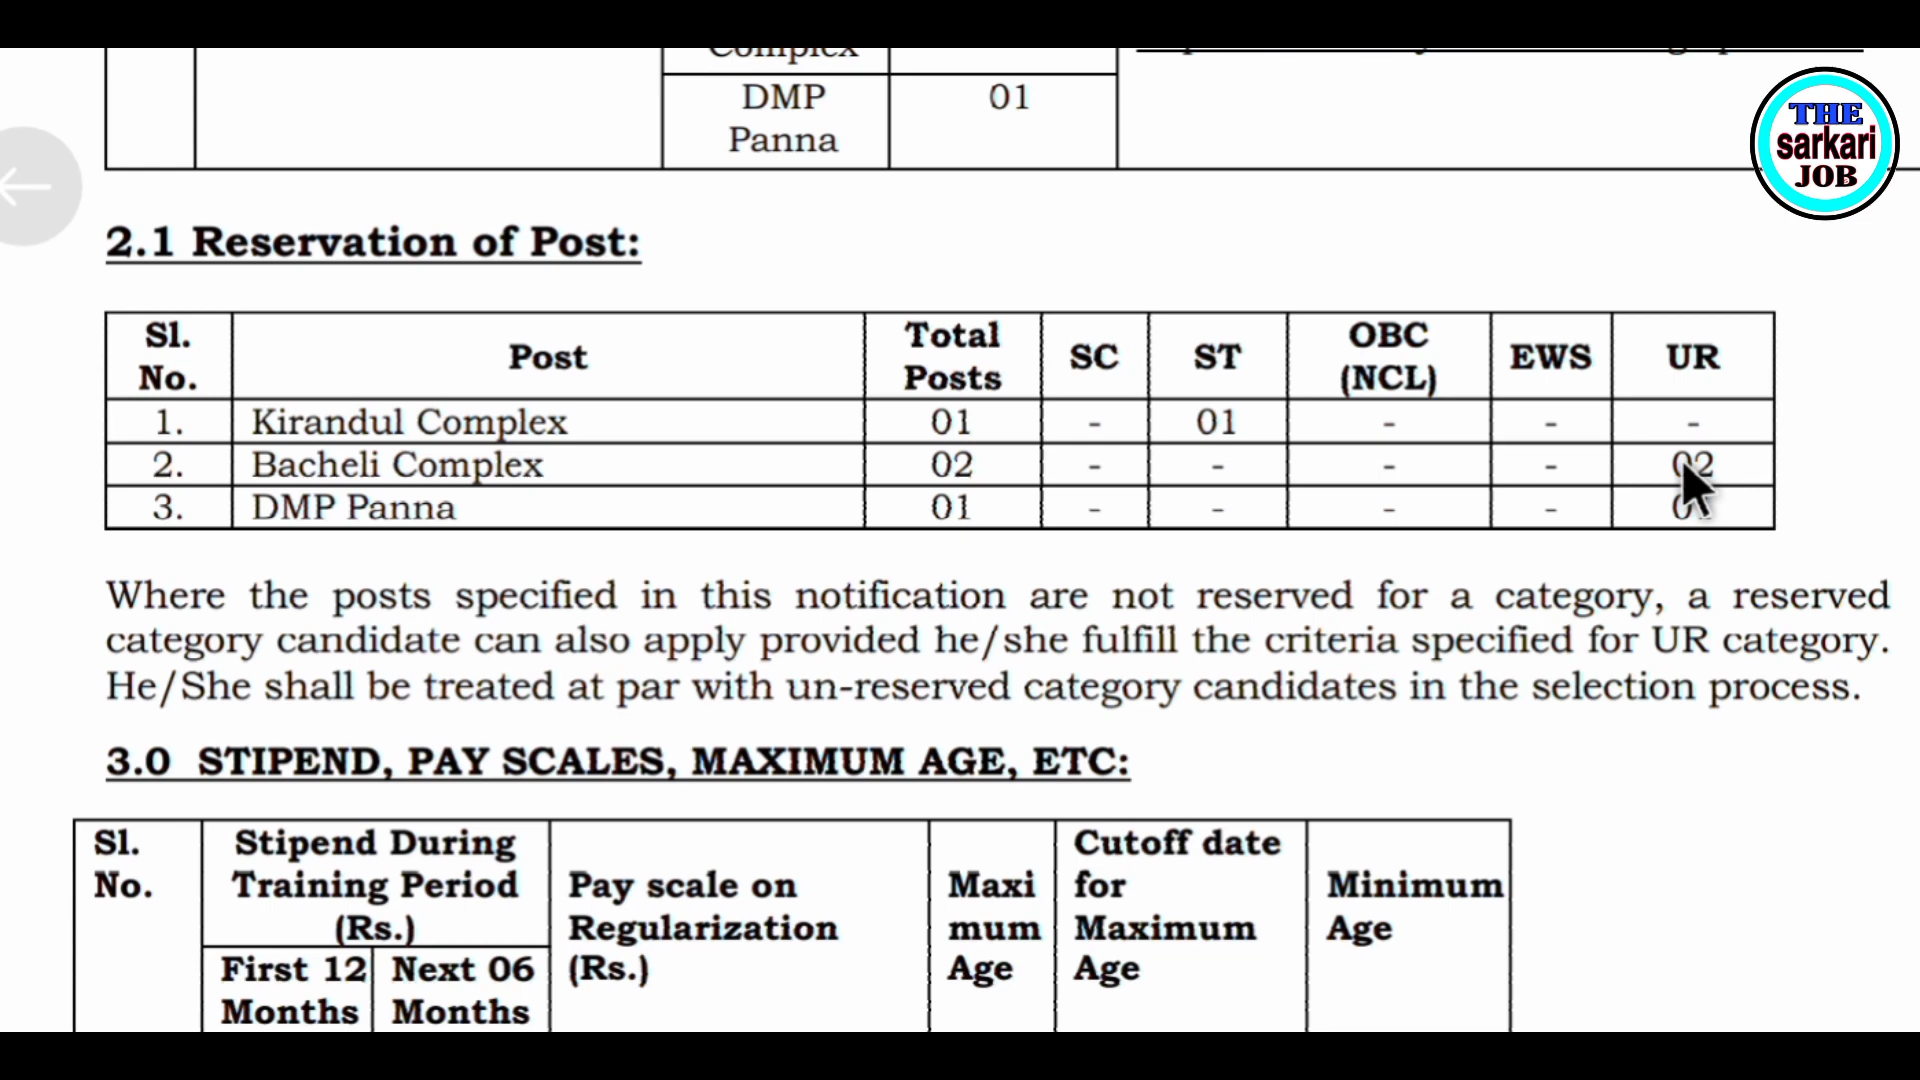 DMP 01
Panna
THE
sarkari
JOB
2.1 Reservation of Post:
Sl. No. Post Total Posts SC ST OBC (NCL) EWS UR
1. Kirandul Complex 01 - 01 - - -
2. Bacheli Complex 02 - - - - 02
3. DMP Panna 01 - - - -
Where the posts specified in this notification are not reserved for a category, a reserved
category candidate can also apply provided he/she fulfill the criteria specified for UR category.
He/She shall be treated at par with un-reserved category candidates in the selection process.
3.0 STIPEND, PAY SCALES, MAXIMUM AGE, ETC:
Sl. No. Stipend During Training Period (Rs.) Pay scale on Regularization (Rs.) Maxi mum Age Cutoff date for Maximum Age Minimum Age
First 12 Months Next 06 Months